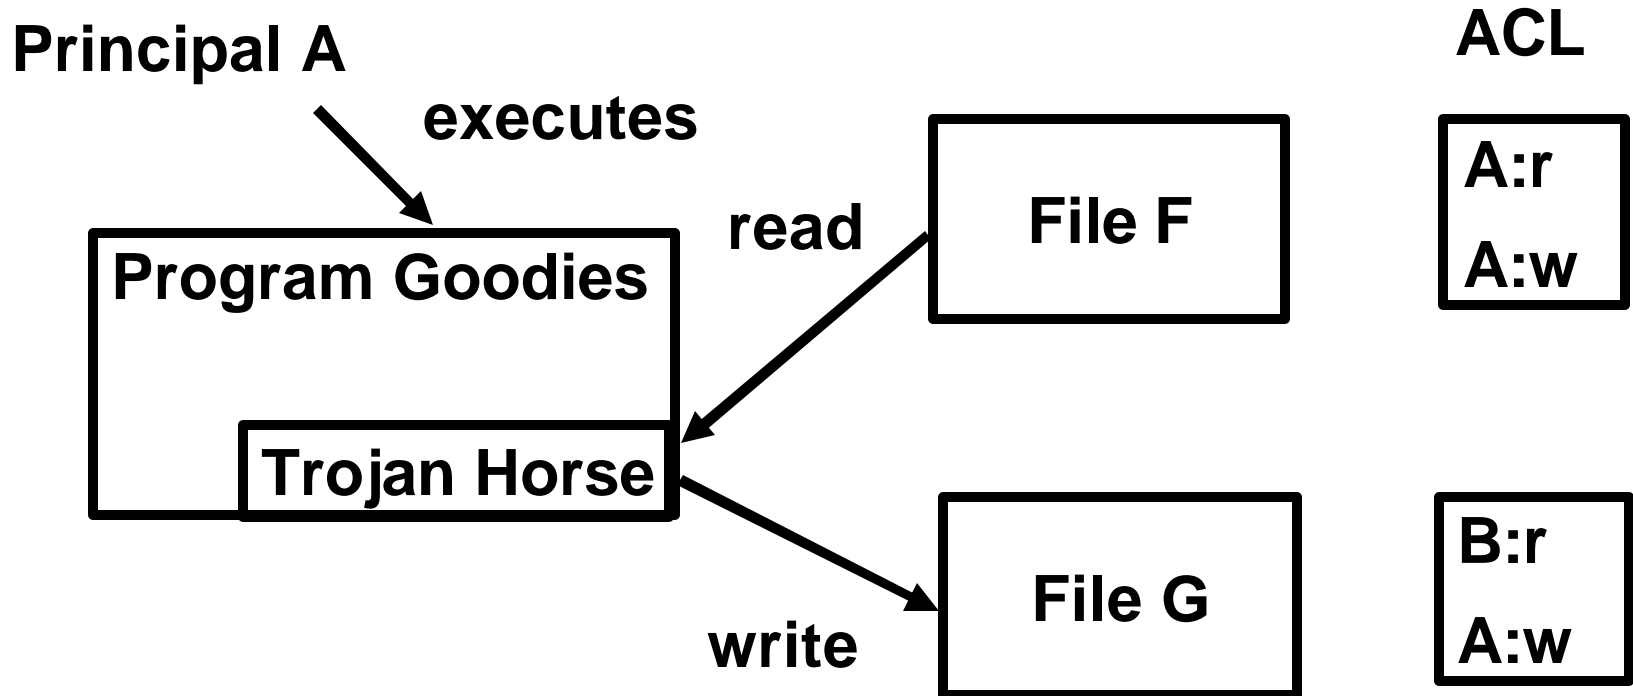 Principal A
ACL
executes
A:r
read
File F
A:w
Program Goodies
Trojan Horse
B:r
File G
write
A:w